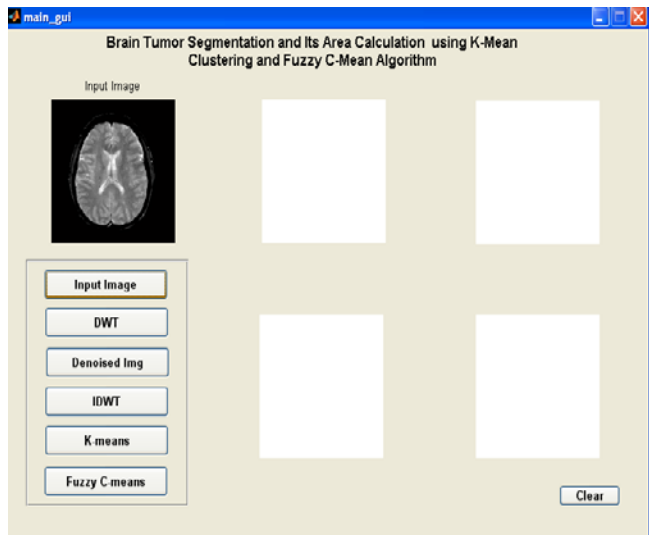 main_gui
Brain Tumor Segmentation and Its Area Calculation using K-Mean
Clustering and Fuzzy C-Mean Algorithm
Input Image
Input Image
DWT
Denoised Img
IDWT
K-means
Fuzzy C-means
Clear